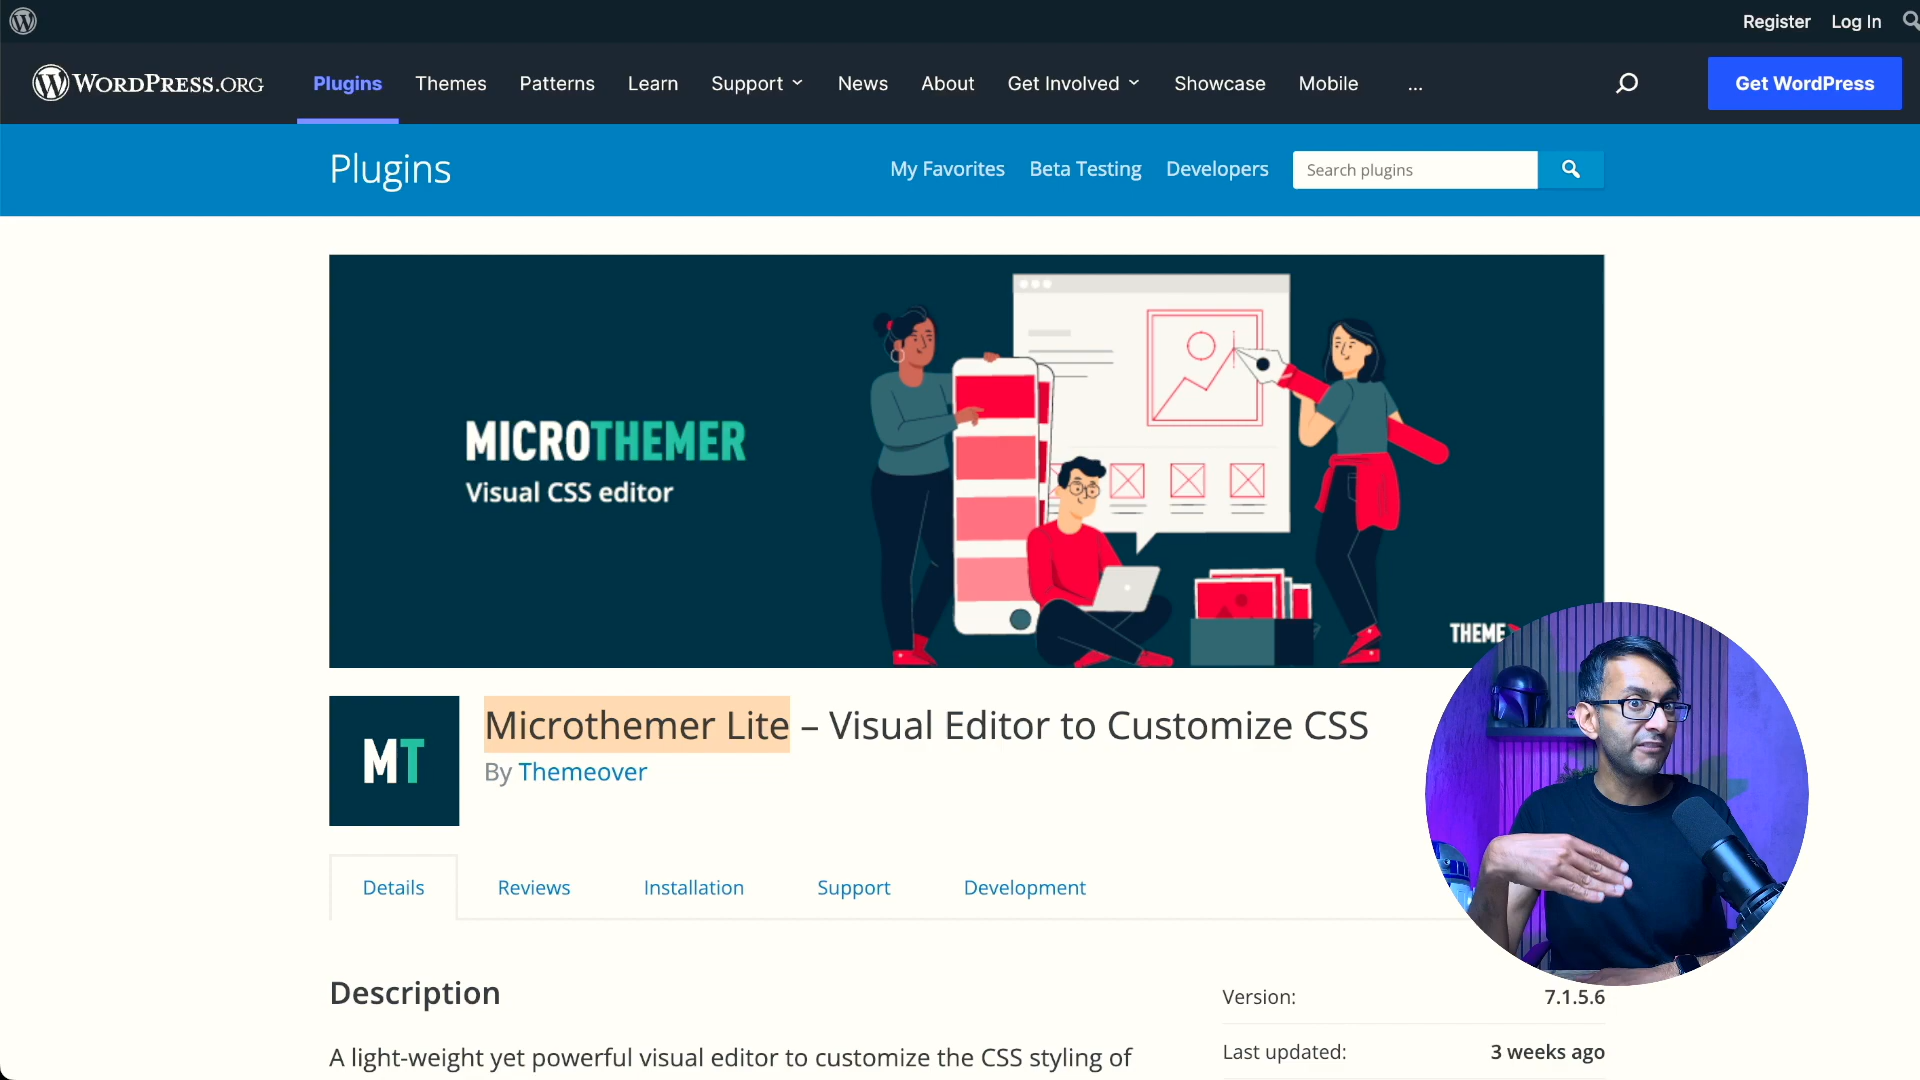 Register Log In
WORDPRESS.ORG Plugins Themes Patterns Learn Support News About Get Involved Showcase Mobile ... Get WordPress
Plugins My Favorites Beta Testing Developers Search plugins
MICROTHEMER
Visual CSS editor
THEME
MT
Microthemer Lite – Visual Editor to Customize CSS
By Themeover
Details Reviews Installation Support Development
Description
Version: 7.1.5.6
A light-weight yet powerful visual editor to customize the CSS styling of
Last updated: 3 weeks ago